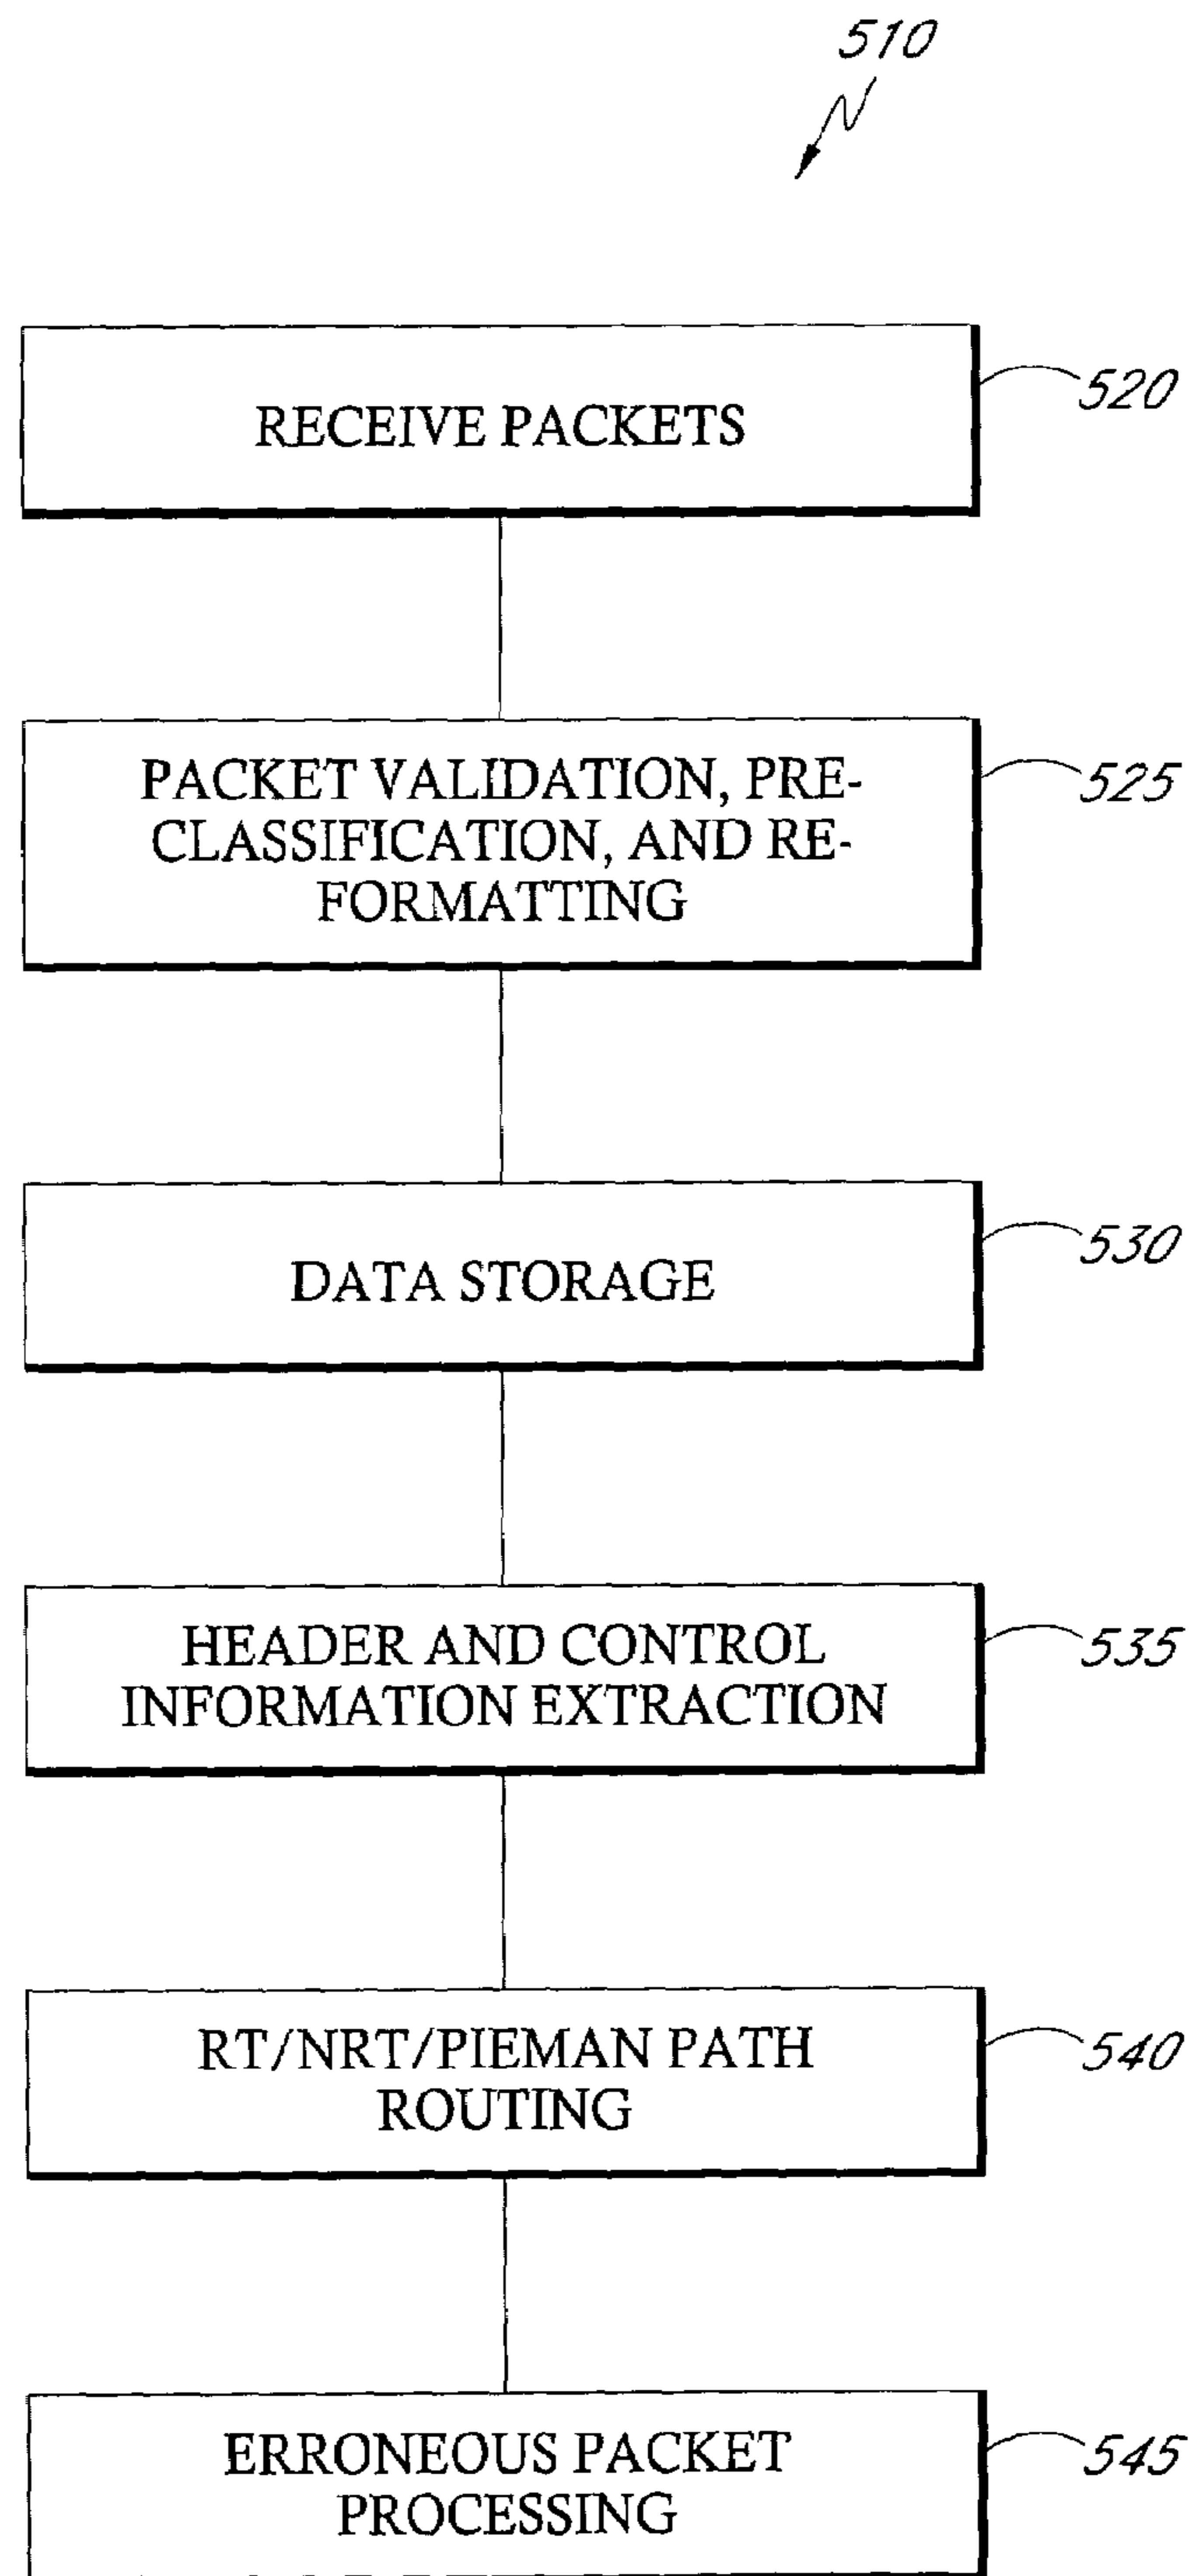 510
RECEIVE PACKETS
520
PACKET VALIDATION, PRE-
CLASSIFICATION, AND RE-
FORMATTING
525
DATA STORAGE
530
HEADER AND CONTROL
INFORMATION EXTRACTION
535
RT/NRT/PIEMAN PATH
ROUTING
540
ERRONEOUS PACKET
PROCESSING
545